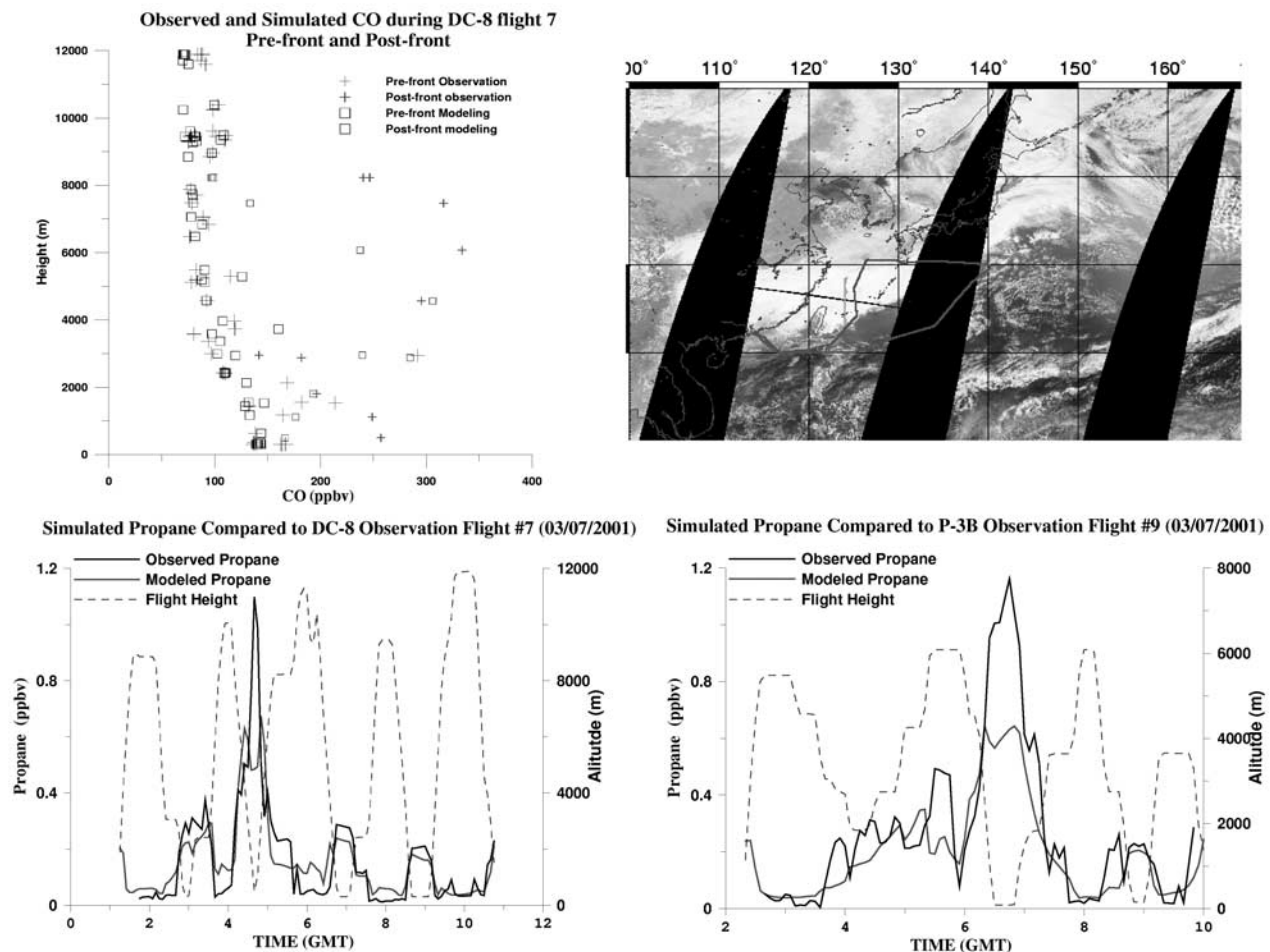 Observed and Simulated CO during DC-8 flight 7
Pre-front and Post-front
12000
10000
8000
6000
4000
2000
0
Height (m)
Pre-front Observation
Post-front observation
Pre-front Modeling
Post-front modeling
0
100
200
300
400
CO (ppbv)
00°
110°
120°
130°
140°
150°
160°
Simulated Propane Compared to DC-8 Observation Flight #7 (03/07/2001)
Observed Propane
Modeled Propane
Flight Height
1.2
0.8
0.4
0
Propane (ppbv)
12000
8000
4000
0
Alitutde (m)
0
2
4
6
8
10
12
TIME (GMT)
Simulated Propane Compared to P-3B Observation Flight #9 (03/07/2001)
Observed Propane
Modeled Propane
Flight Height
1.2
0.8
0.4
0
Propane (ppbv)
8000
6000
4000
2000
0
Altitude (m)
2
4
6
8
10
TIME (GMT)